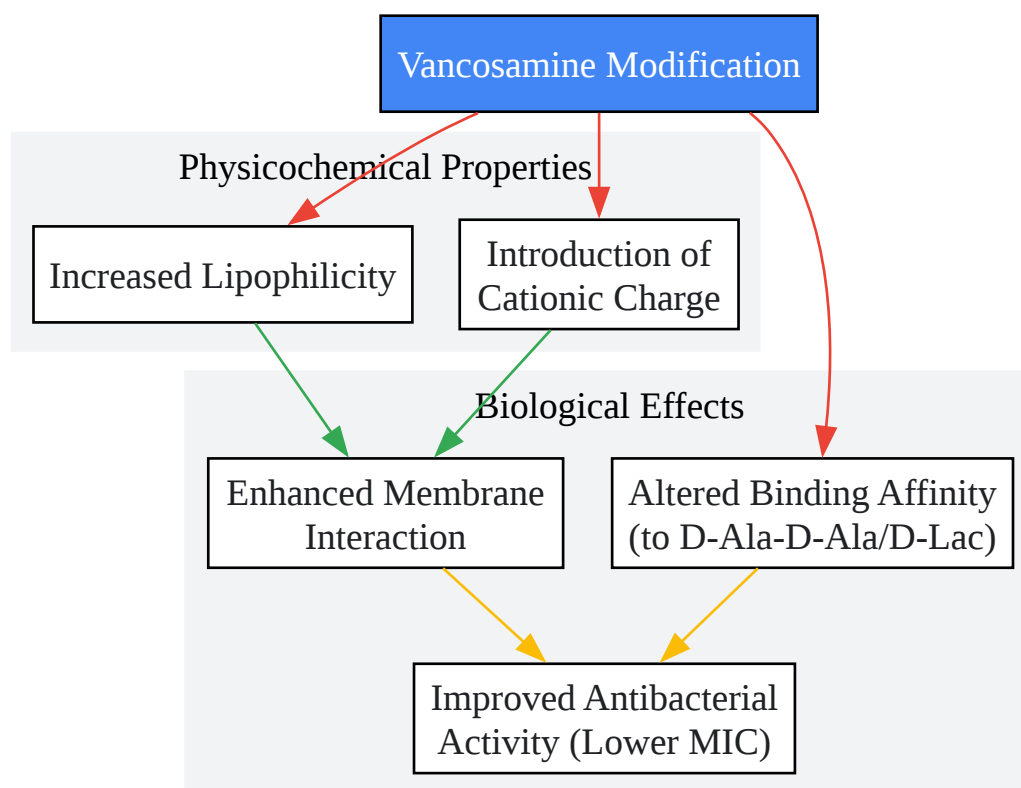 Vancosamine Modification
Physicochemical Properties
Increased Lipophilicity
Introduction of
Cationic Charge
Biological Effects
Enhanced Membrane
Interaction
Altered Binding Affinity
(to D-Ala-D-Ala/D-Lac)
Improved Antibacterial
Activity (Lower MIC)